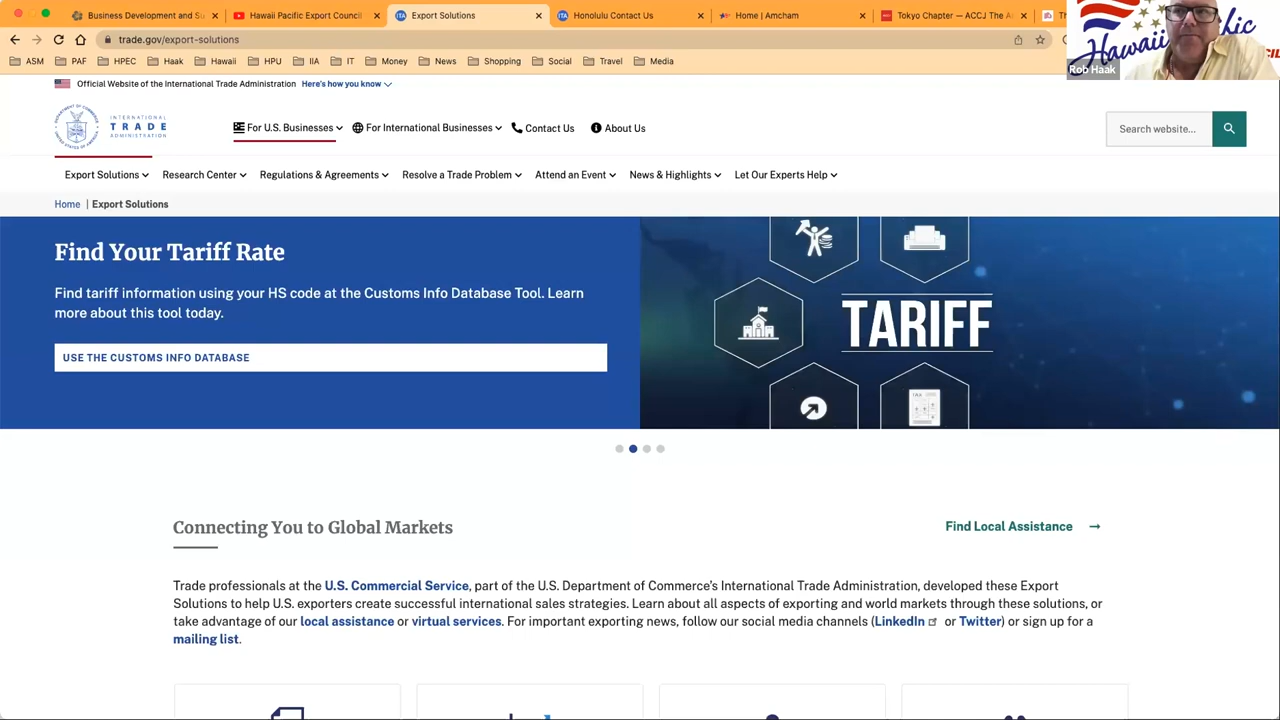 Business Development and Su
Hawaii Pacific Export Council
Export Solutions
Honolulu Contact Us
Home | Amcham
Tokyo Chapter — ACCJ The A
Th
trade.gov/export-solutions
ASM
PAF
HPEC
Haak
Hawaii
HPU
IIA
IT
Money
News
Shopping
Social
Travel
Media
Hawaii
Rob Haak
Official Website of the International Trade Administration Here's how you know
INTERNATIONAL
TRADE
ADMINISTRATION
For U.S. Businesses
For International Businesses
Contact Us
About Us
Search website...
Export Solutions
Research Center
Regulations & Agreements
Resolve a Trade Problem
Attend an Event
News & Highlights
Let Our Experts Help
Home | Export Solutions
Find Your Tariff Rate
Find tariff information using your HS code at the Customs Info Database Tool. Learn
more about this tool today.
USE THE CUSTOMS INFO DATABASE
TARIFF
Connecting You to Global Markets
Find Local Assistance
Trade professionals at the U.S. Commercial Service, part of the U.S. Department of Commerce's International Trade Administration, developed these Export
Solutions to help U.S. exporters create successful international sales strategies. Learn about all aspects of exporting and world markets through these solutions, or
take advantage of our local assistance or virtual services. For important exporting news, follow our social media channels (LinkedIn or Twitter) or sign up for a
mailing list.